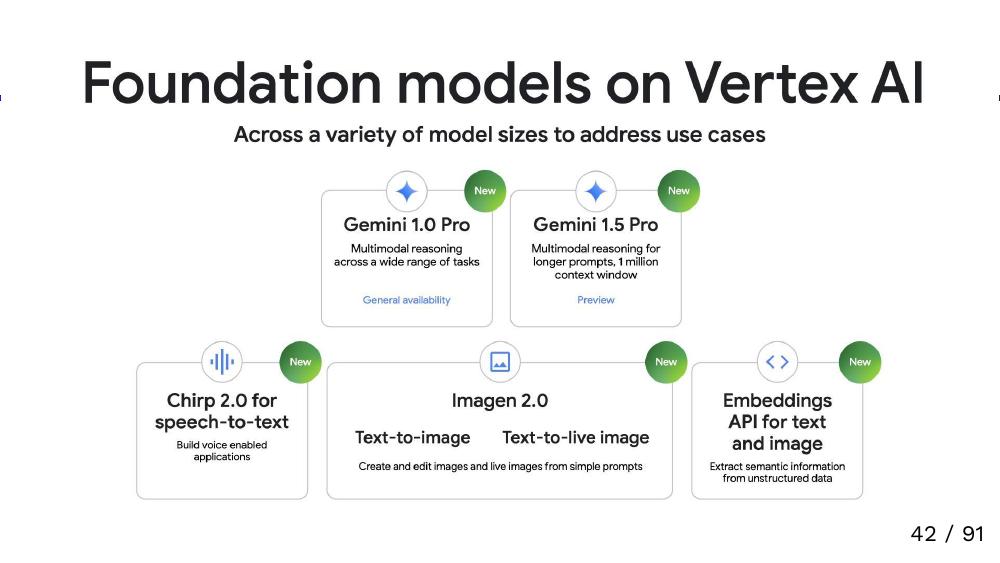 Foundation models on Vertex AI
Across a variety of model sizes to address use cases
New
Gemini 1.0 Pro
Multimodal reasoning
across a wide range of tasks
General availability
New
Gemini 1.5 Pro
Multimodal reasoning for
longer prompts, 1 million
context window
Preview
New
Chirp 2.0 for
speech-to-text
Build voice enabled
applications
New
Imagen 2.0
Text-to-image
Text-to-live image
Create and edit images and live images from simple prompts
New
Embeddings
API for text
and image
Extract semantic information
from unstructured data
42 / 91